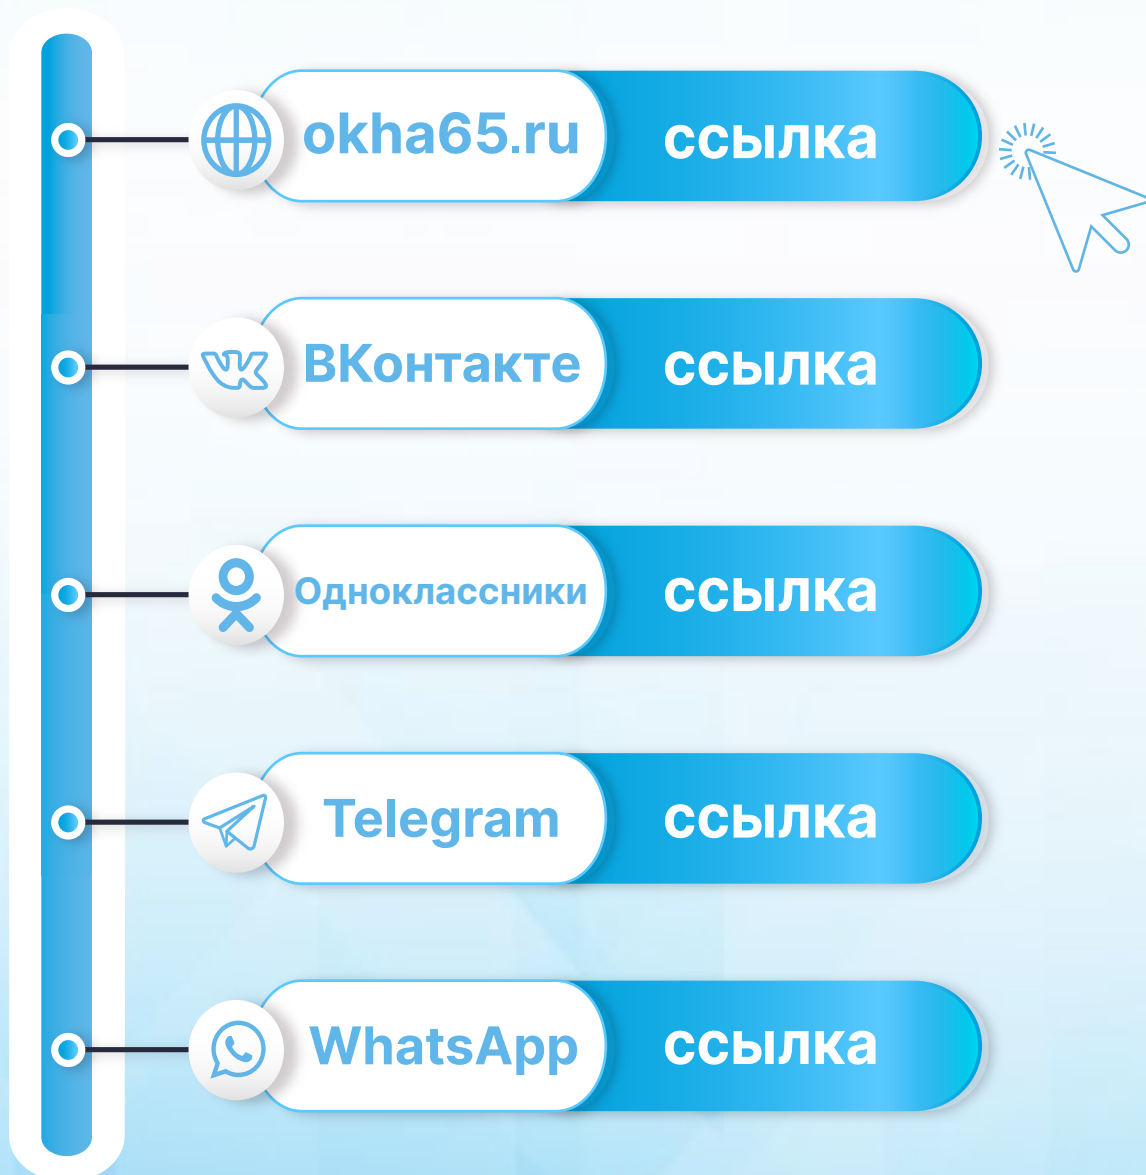 okha65.ru ссылка
ВКонтакте ссылка
Одноклассники ссылка
Telegram ссылка
WhatsApp ссылка